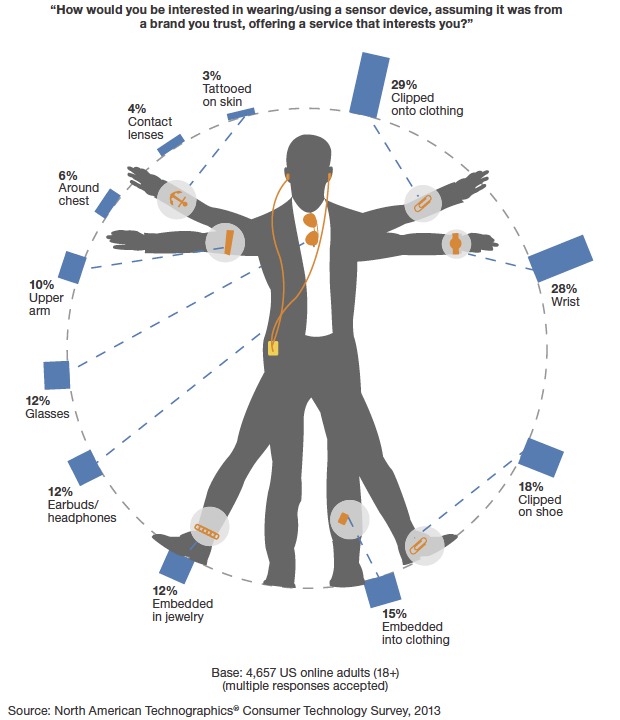 “How would you be interested in wearing/using a sensor device, assuming it was from
a brand you trust, offering a service that interests you?”
3%
Tattooed
on skin
29%
Clipped
onto clothing
4%
Contact
lenses
6%
Around
chest
10%
Upper
arm
28%
Wrist
12%
Glasses
12%
Earbuds/
headphones
18%
Clipped
on shoe
12%
Embedded
in jewelry
15%
Embedded
into clothing
Base: 4,657 US online adults (18+)
(multiple responses accepted)
Source: North American Technographics® Consumer Technology Survey, 2013